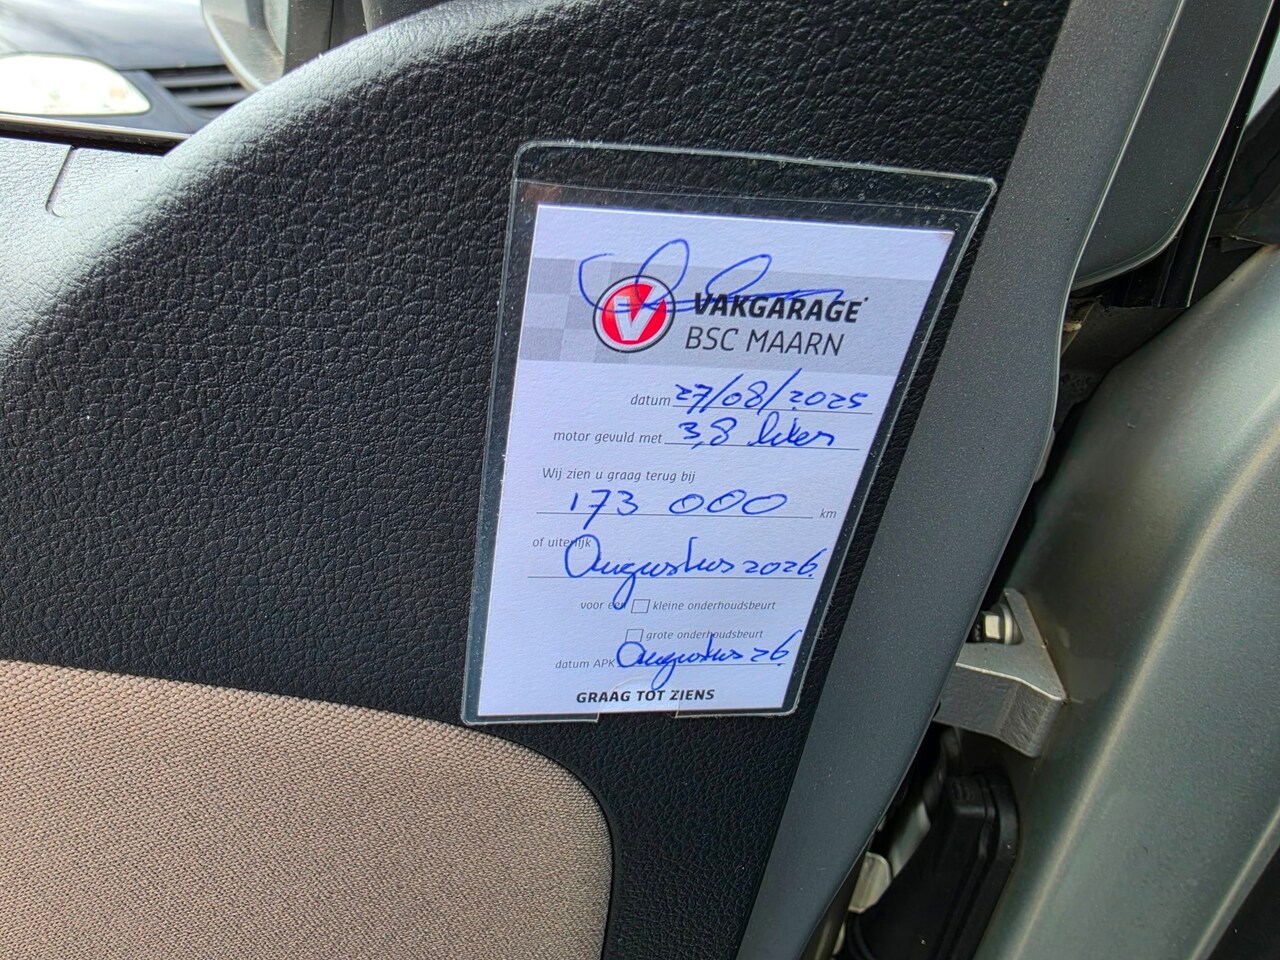 V VAKGARAGE
BSC MAARN
datum 27/08/2025
motor gevuld met 3,8 liter
Wij zien u graag terug bij
173 000 km
of uiterlijk
Augustus 2026.
voor een kleine onderhoudsbeurt
grote onderhoudsbeurt
datum APK Augustus 26.
GRAAG TOT ZIENS